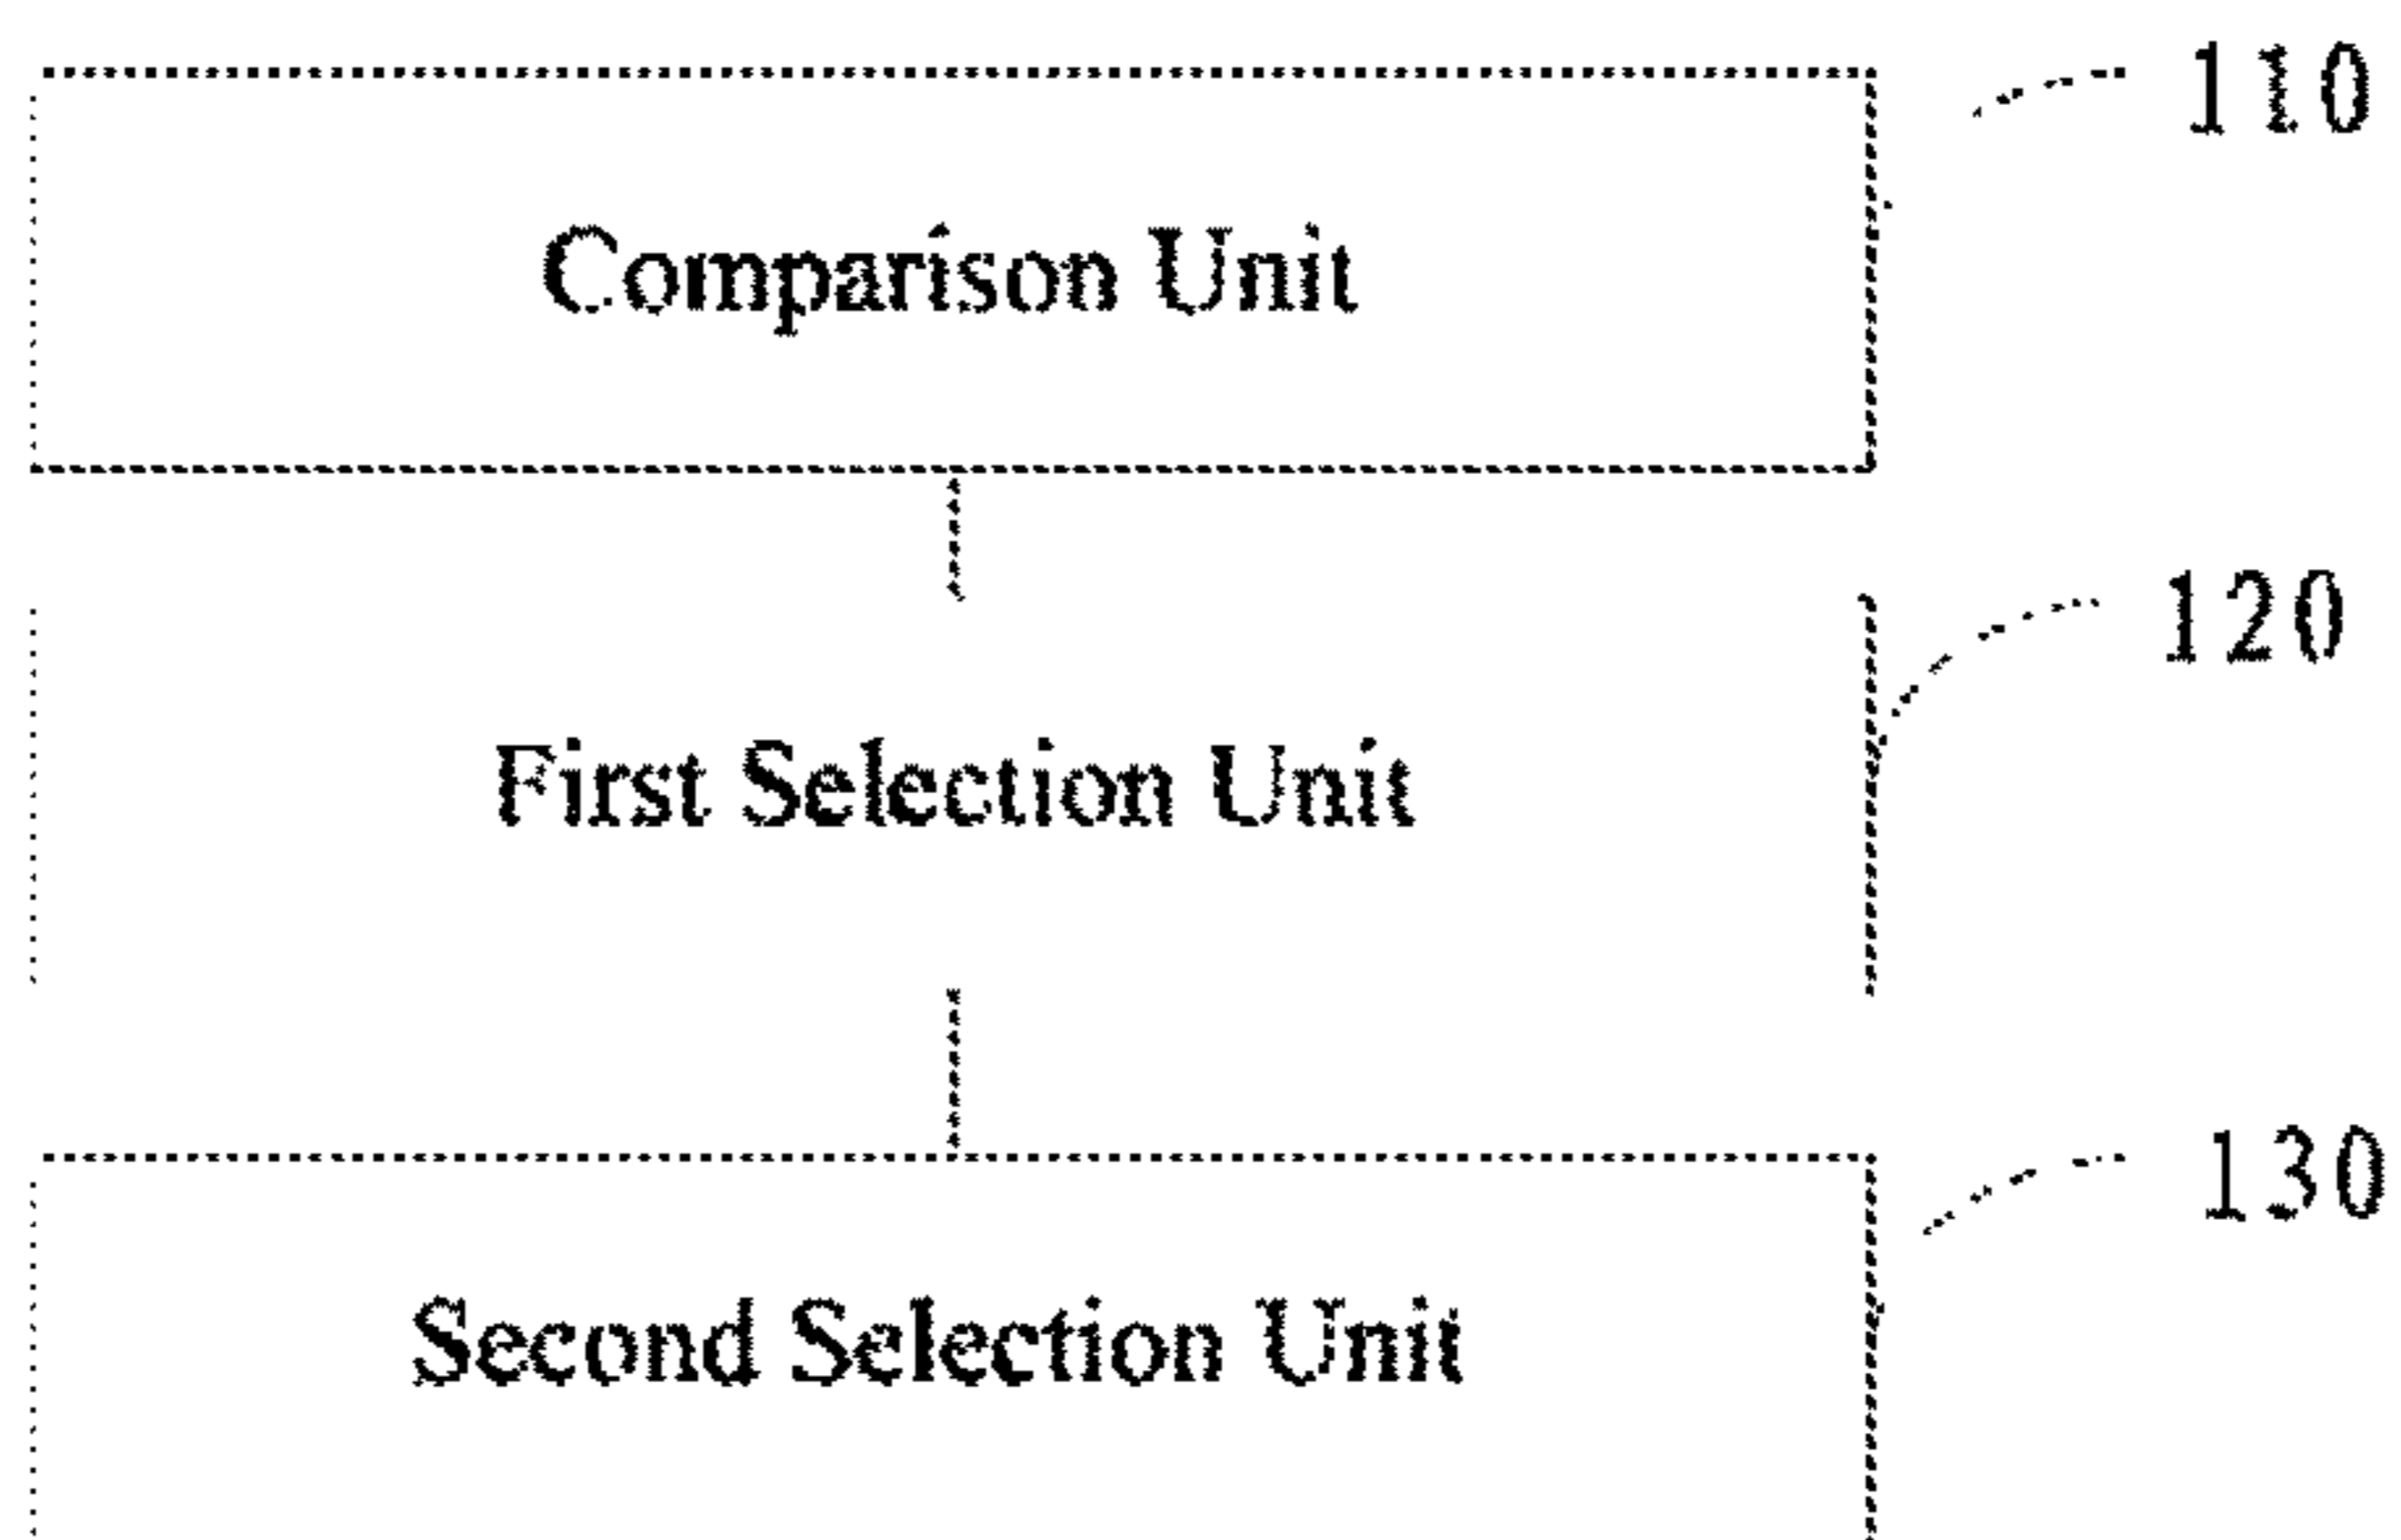 110
Comparison Unit
120
First Selection Unit
130
Second Selection Unit